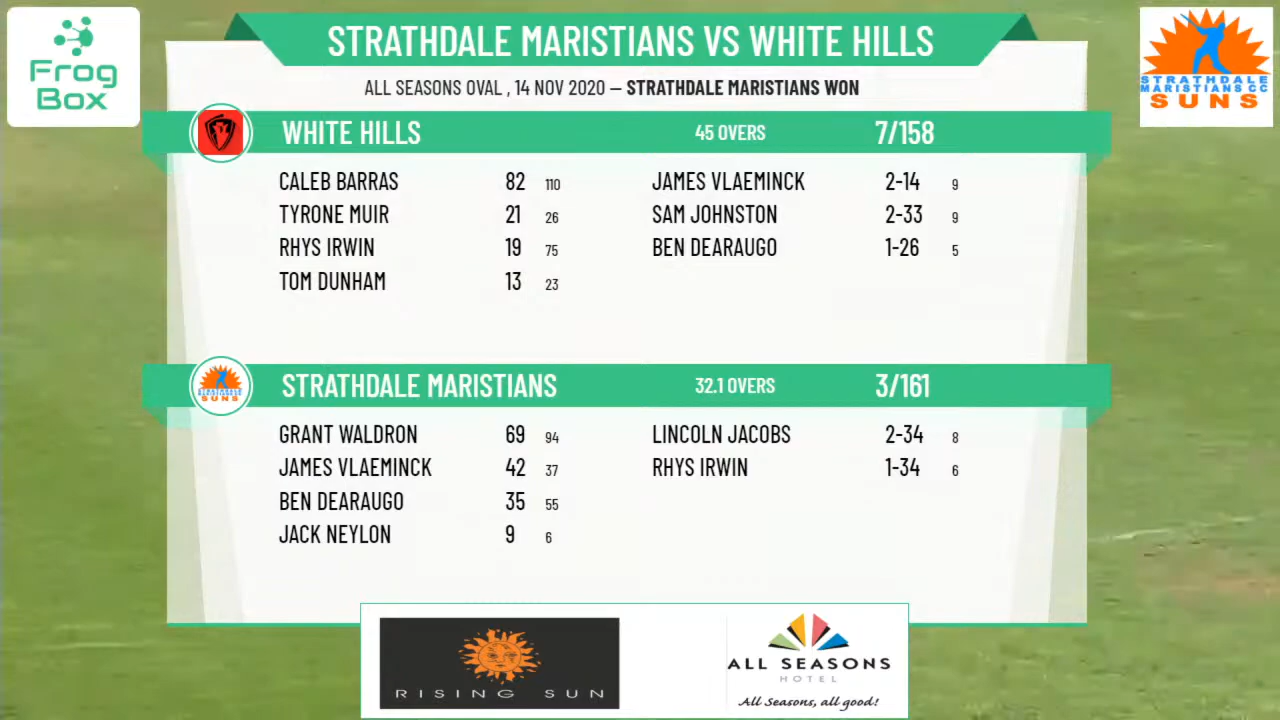 Frog
Box
STRATHDALE MARISTIANS VS WHITE HILLS
STRATHDALE
MARISTIANS CC
SUNS
ALL SEASONS OVAL , 14 NOV 2020 – STRATHDALE MARISTIANS WON
WHITE HILLS 45 OVERS 7/158
CALEB BARRAS 82 110 JAMES VLAEMINCK 2-14 9
TYRONE MUIR 21 26 SAM JOHNSTON 2-33 9
RHYS IRWIN 19 75 BEN DEARAUGO 1-26 5
TOM DUNHAM 13 23
STRATHDALE
MARISTIANS CC
SUNS
STRATHDALE MARISTIANS 32.1 OVERS 3/161
GRANT WALDRON 69 94 LINCOLN JACOBS 2-34 8
JAMES VLAEMINCK 42 37 RHYS IRWIN 1-34 6
BEN DEARAUGO 35 55
JACK NEYLON 9 6
RISING SUN
ALL SEASONS
HOTEL
All Seasons, all good!